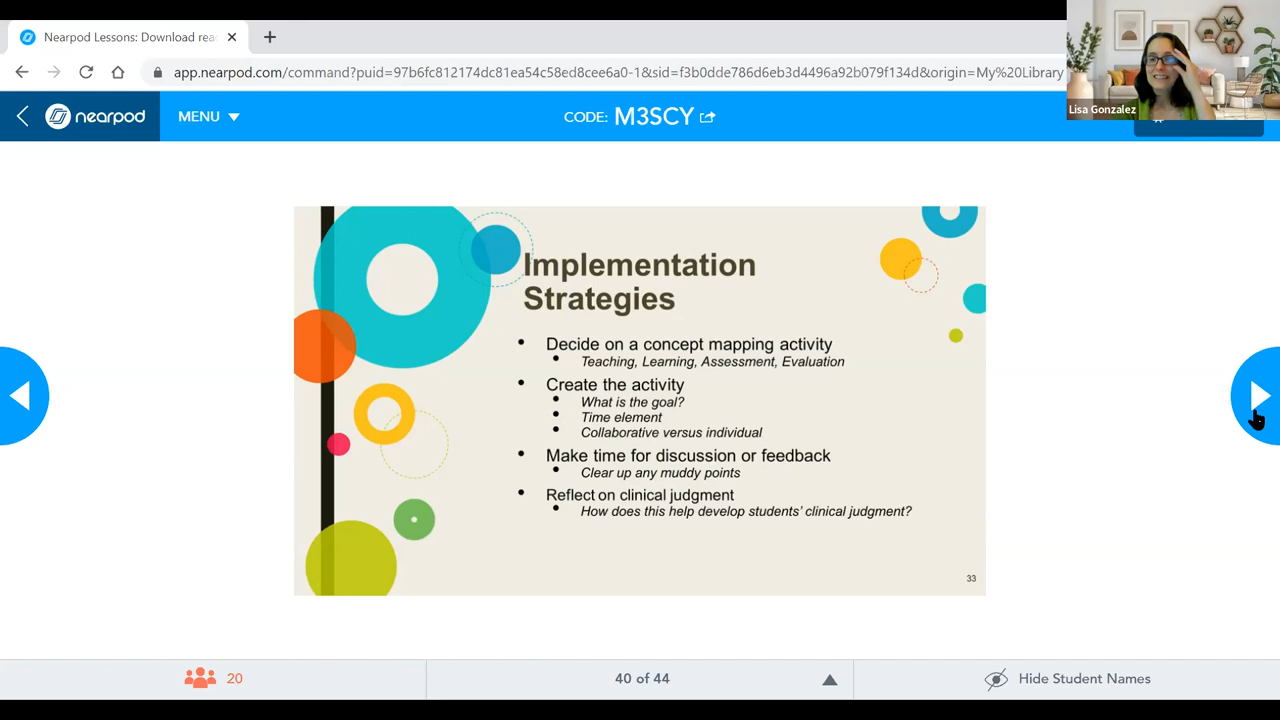 Nearpod Lessons: Download rea
app.nearpod.com/command?puid=97b6fc812174dc81ea54c58ed8cee6a0-1&sid=f3b0dde786d6eb3d4496a92b079f134d&origin=My%20Library
Lisa Gonzalez
nearpod
MENU
CODE: M3SCY
Implementation
Strategies
• Decide on a concept mapping activity
• Teaching, Learning, Assessment, Evaluation
• Create the activity
• What is the goal?
• Time element
• Collaborative versus individual
• Make time for discussion or feedback
• Clear up any muddy points
• Reflect on clinical judgment
• How does this help develop students' clinical judgment?
33
20
40 of 44
Hide Student Names